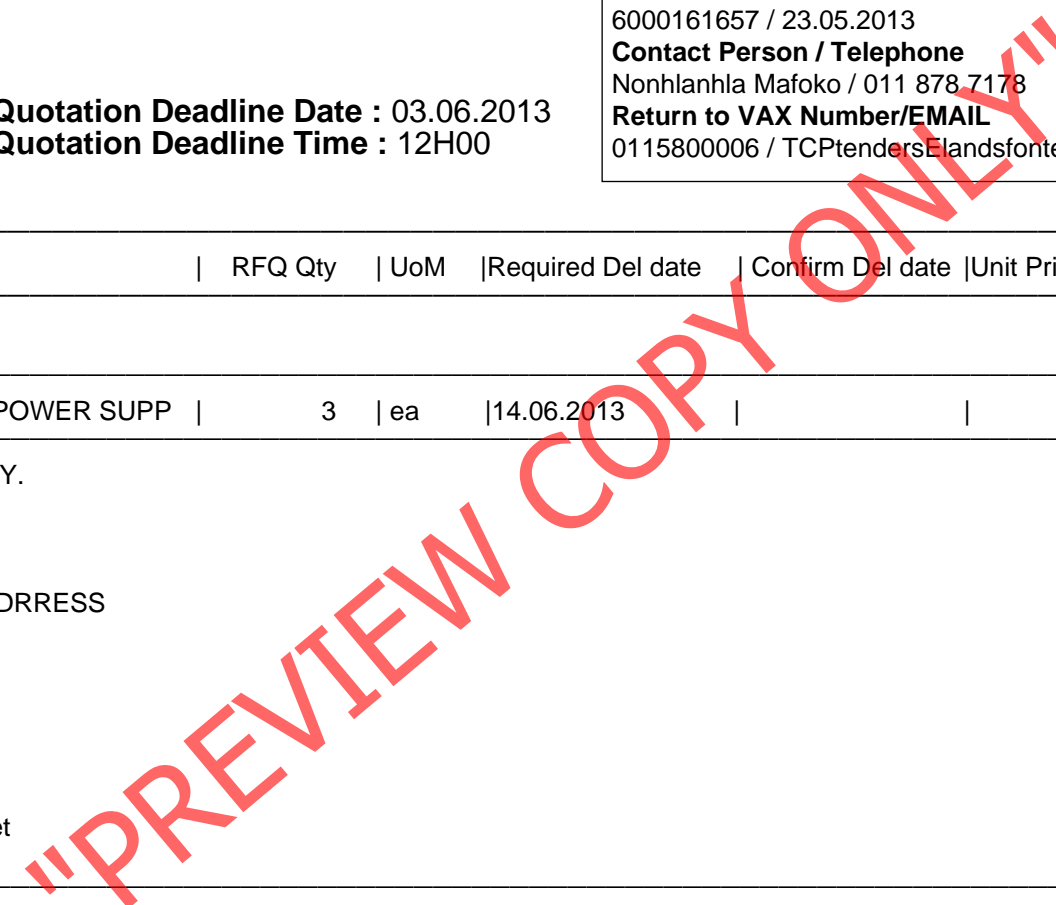 6000161657 / 23.05.2013
Contact Person / Telephone
Nonhlanhla Mafoko / 011 878 7178
Return to VAX Number/EMAIL
0115800006 / TCPtendersElandsfonte
Quotation Deadline Date : 03.06.2013
Quotation Deadline Time : 12H00
| RFQ Qty | UoM |Required Del date | Confirm Del date |Unit Pri
POWER SUPP | 3 | ea |14.06.2013 | |
Y.
DRRESS
et
"PREVIEW COPY ONLY"